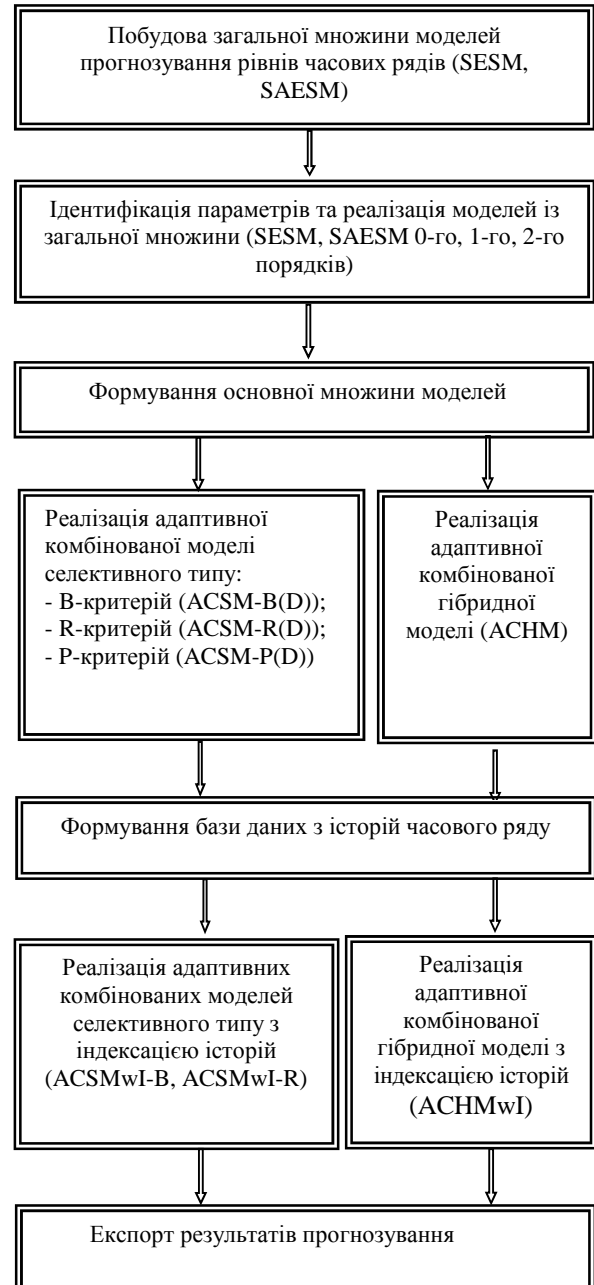 Побудова загальної множини моделей
прогнозування рівнів часових рядів (SESM,
SAESM)
Ідентифікація параметрів та реалізація моделей із
загальної множини (SESM, SAESM 0-го, 1-го, 2-го
порядків)
Формування основної множини моделей
Реалізація адаптивної
комбінованої моделі
селективного типу:
- В-критерій (ACSM-B(D));
- R-критерій (ACSM-R(D));
- P-критерій (ACSM-P(D))
Реалізація
адаптивної
комбінованої
гібридної
моделі (ACHM)
Формування бази даних з історій часового ряду
Реалізація адаптивних
комбінованих моделей
селективного типу з
індексацією історій
(ACSMwI-B, ACSMwI-R)
Реалізація
адаптивної
комбінованої
гібридної моделі з
індексацією історій
(ACHMwI)
Експорт результатів прогнозування